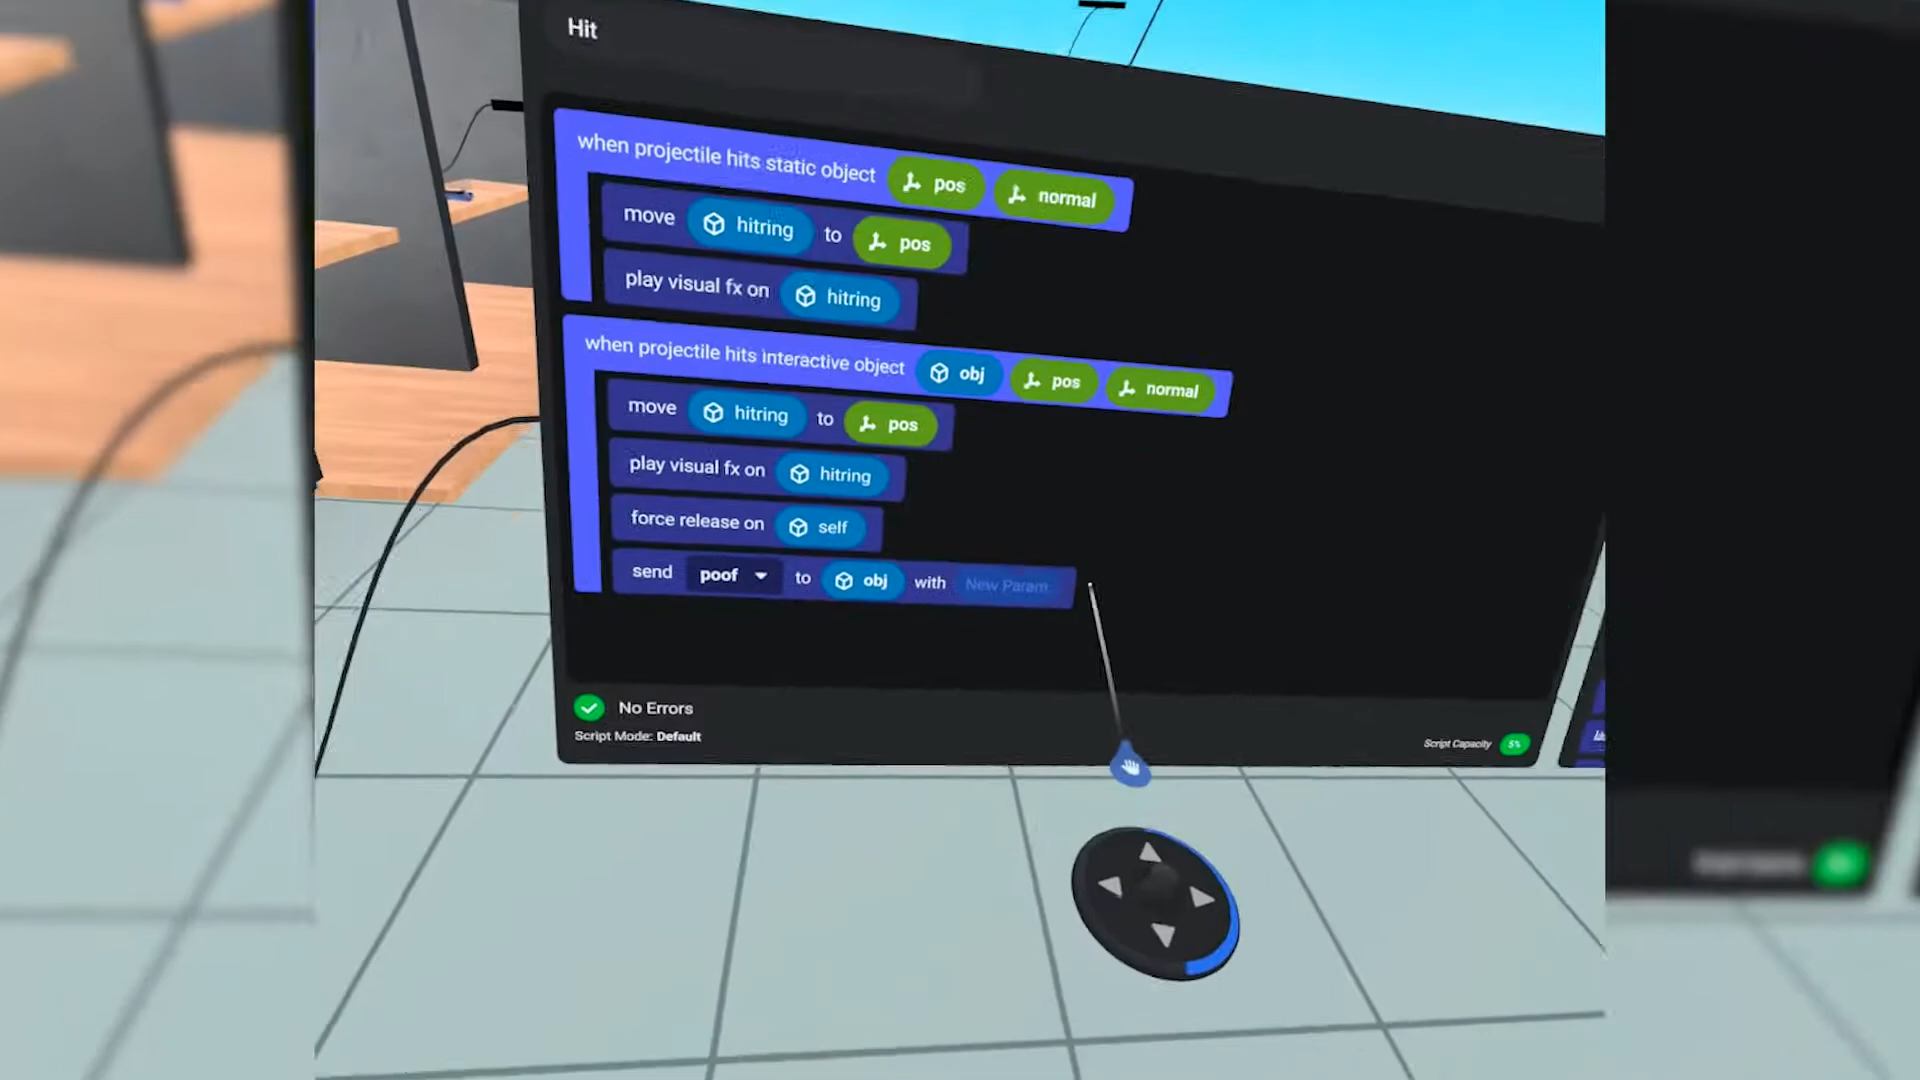 Hit
when projectile hits static object pos normal
move hitring to pos
play visual fx on hitring
when projectile hits interactive object obj pos normal
move hitring to pos
play visual fx on hitring
force release on self
send poof to obj with New Param
No Errors
Script Mode: Default
Script Capacity 5%